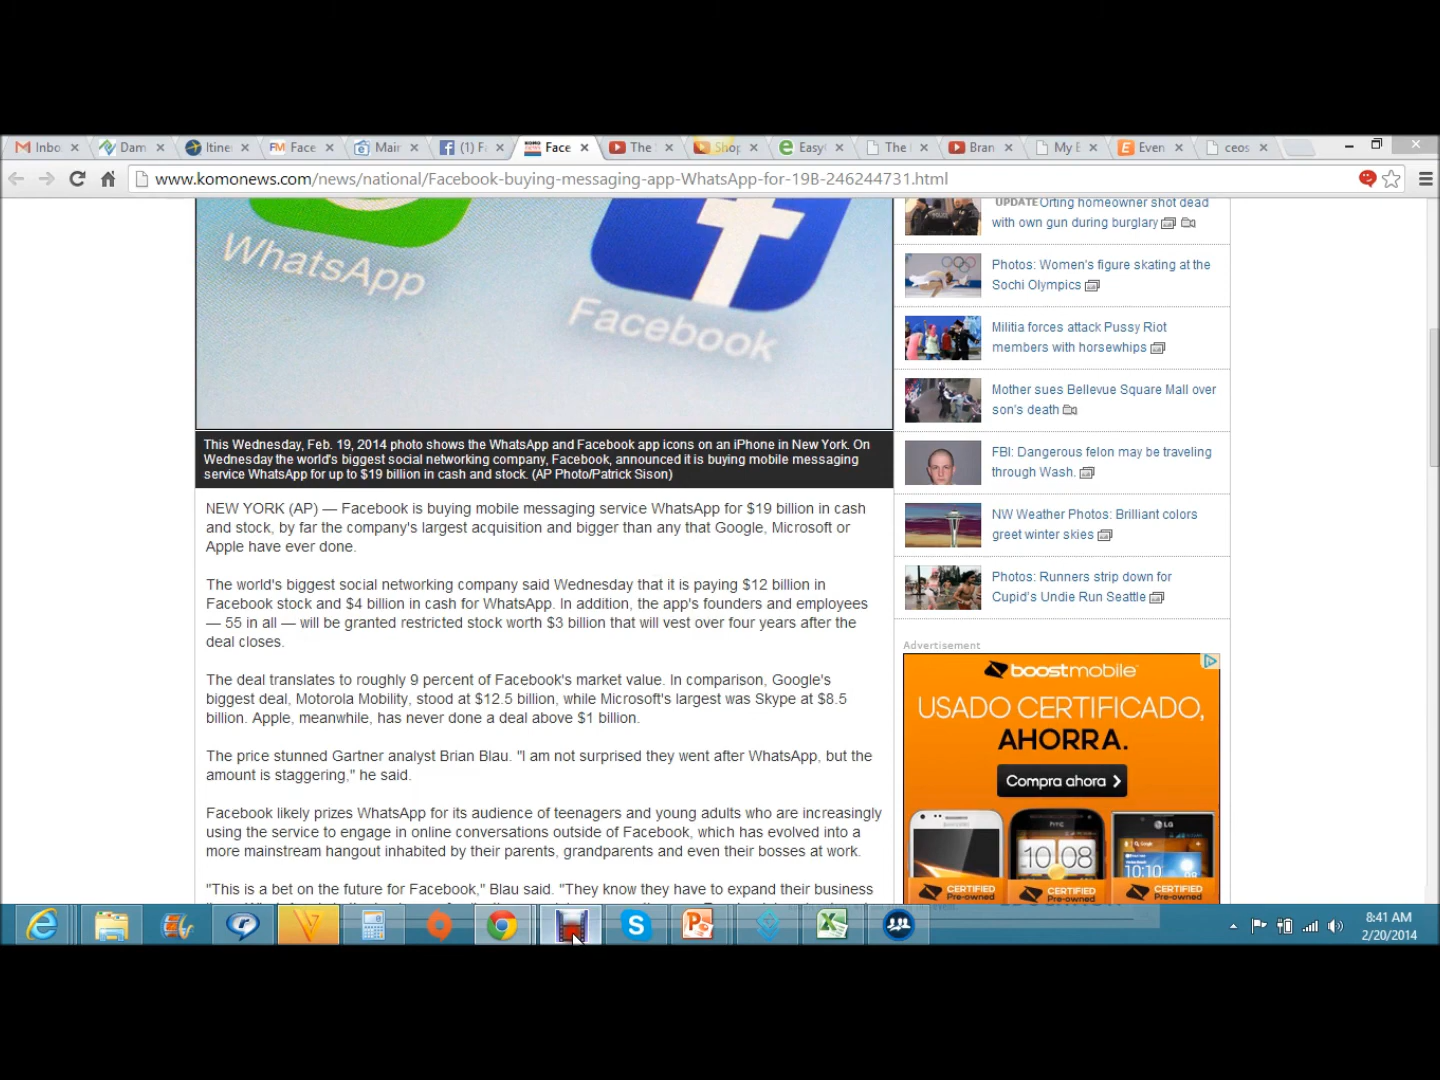 Inbo
Dam
Itine
FM Face
Mair
(1) F
Face
The
Shop
Easy
The
Bran
My E
Even
ceos
www.komonews.com/news/national/Facebook-buying-messaging-app-WhatsApp-for-19B-246244731.html
WhatsApp
Facebook
This Wednesday, Feb. 19, 2014 photo shows the WhatsApp and Facebook app icons on an iPhone in New York. On
Wednesday the world's biggest social networking company, Facebook, announced it is buying mobile messaging
service WhatsApp for up to $19 billion in cash and stock. (AP Photo/Patrick Sison)
NEW YORK (AP) — Facebook is buying mobile messaging service WhatsApp for $19 billion in cash
and stock, by far the company's largest acquisition and bigger than any that Google, Microsoft or
Apple have ever done.
The world's biggest social networking company said Wednesday that it is paying $12 billion in
Facebook stock and $4 billion in cash for WhatsApp. In addition, the app's founders and employees
— 55 in all — will be granted restricted stock worth $3 billion that will vest over four years after the
deal closes.
The deal translates to roughly 9 percent of Facebook's market value. In comparison, Google's
biggest deal, Motorola Mobility, stood at $12.5 billion, while Microsoft's largest was Skype at $8.5
billion. Apple, meanwhile, has never done a deal above $1 billion.
The price stunned Gartner analyst Brian Blau. "I am not surprised they went after WhatsApp, but the
amount is staggering," he said.
Facebook likely prizes WhatsApp for its audience of teenagers and young adults who are increasingly
using the service to engage in online conversations outside of Facebook, which has evolved into a
more mainstream hangout inhabited by their parents, grandparents and even their bosses at work.
"This is a bet on the future for Facebook," Blau said. "They know they have to expand their business
UPDATE Orting homeowner shot dead
with own gun during burglary
Photos: Women's figure skating at the
Sochi Olympics
Militia forces attack Pussy Riot
members with horsewhips
Mother sues Bellevue Square Mall over
son's death
FBI: Dangerous felon may be traveling
through Wash.
NW Weather Photos: Brilliant colors
greet winter skies
Photos: Runners strip down for
Cupid's Undie Run Seattle
Advertisement
boostmobile
USADO CERTIFICADO,
AHORRA.
Compra ahora
htc
LG
10:08
10:10
CERTIFIED
Pre-owned
CERTIFIED
Pre-owned
CERTIFIED
Pre-owned
8:41 AM
2/20/2014